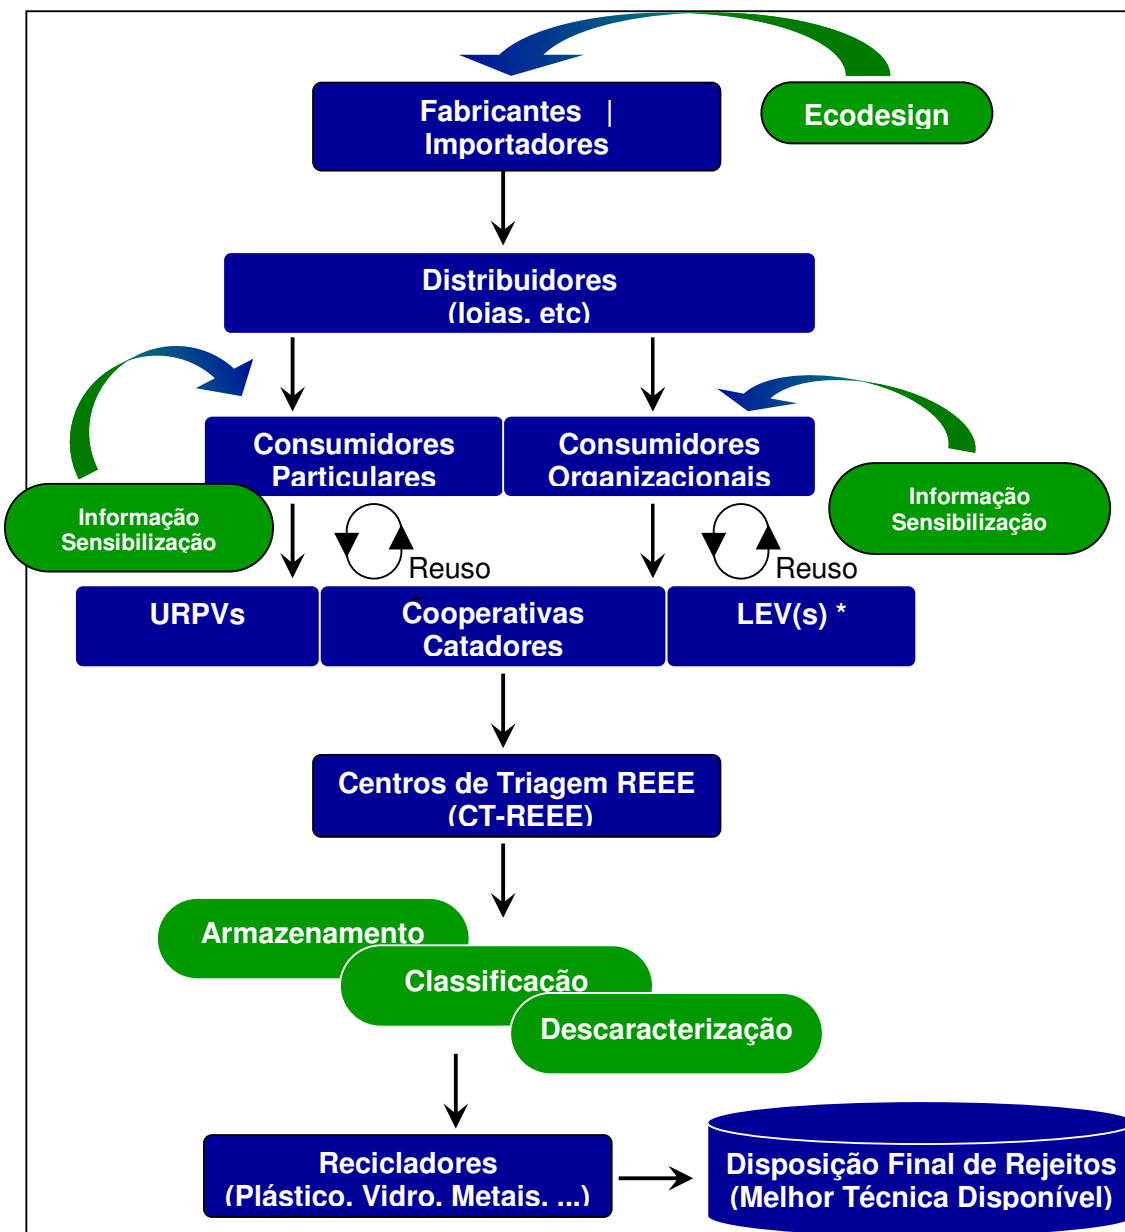 Fabricantes |
Importadores
Ecodesign
Distribuidores
(lojas, etc)
Consumidores
Particulares
Consumidores
Organizacionais
Informação
Sensibilização
Informação
Sensibilização
Reuso
Reuso
URPVs
Cooperativas
Catadores
LEV(s) *
Centros de Triagem REEE
(CT-REEE)
Armazenamento
Classificação
Descaracterização
Recicladores
(Plástico, Vidro, Metais, ...)
Disposição Final de Rejeitos
(Melhor Técnica Disponível)